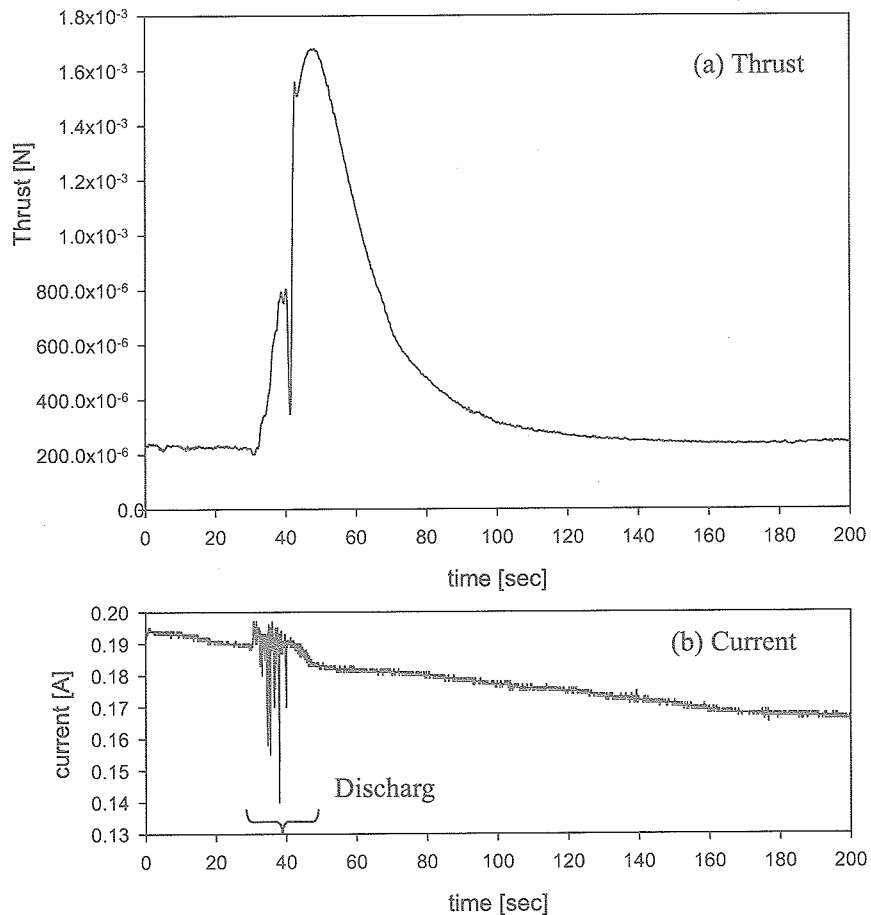 1.8x10-3
(a) Thrust
1.6x10-3
1.4x10-3
1.2x10-3
1.0x10-3
800.0x10-6
600.0x10-6
400.0x10-6
200.0x10-6
0.0
Thrust [N]
0 20 40 60 80 100 120 140 160 180 200
time [sec]
0.20
(b) Current
0.19
0.18
0.17
0.16
0.15
0.14
0.13
current [A]
Discharg
0 20 40 60 80 100 120 140 160 180 200
time [sec]